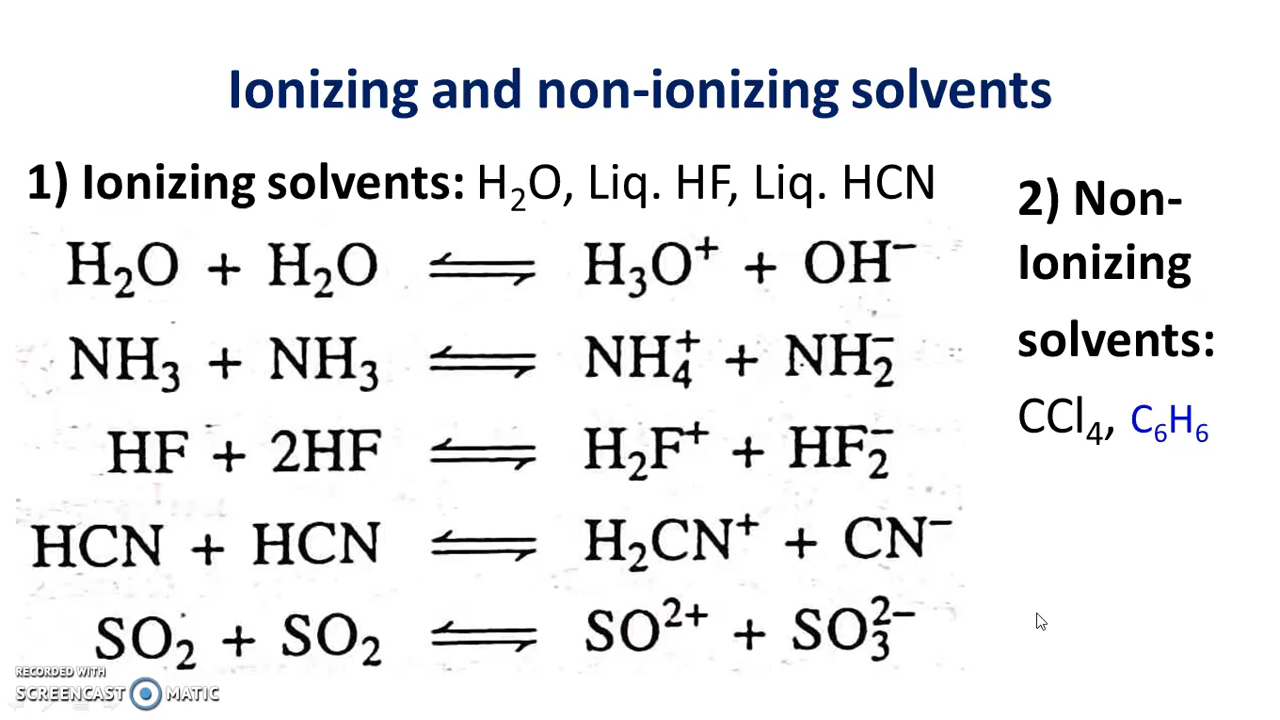 Ionizing and non-ionizing solvents
1) Ionizing solvents: H₂O, Liq. HF, Liq. HCN
H₂O + H₂O ⇌ H₃O⁺ + OH⁻
NH₃ + NH₃ ⇌ NH₄⁺ + NH₂⁻
HF + 2HF ⇌ H₂F⁺ + HF₂⁻
HCN + HCN ⇌ H₂CN⁺ + CN⁻
SO₂ + SO₂ ⇌ SO²⁺ + SO₃²⁻
2) Non-
Ionizing
solvents:
CCl₄, C₆H₆
RECORDED WITH
SCREENCAST MATIC